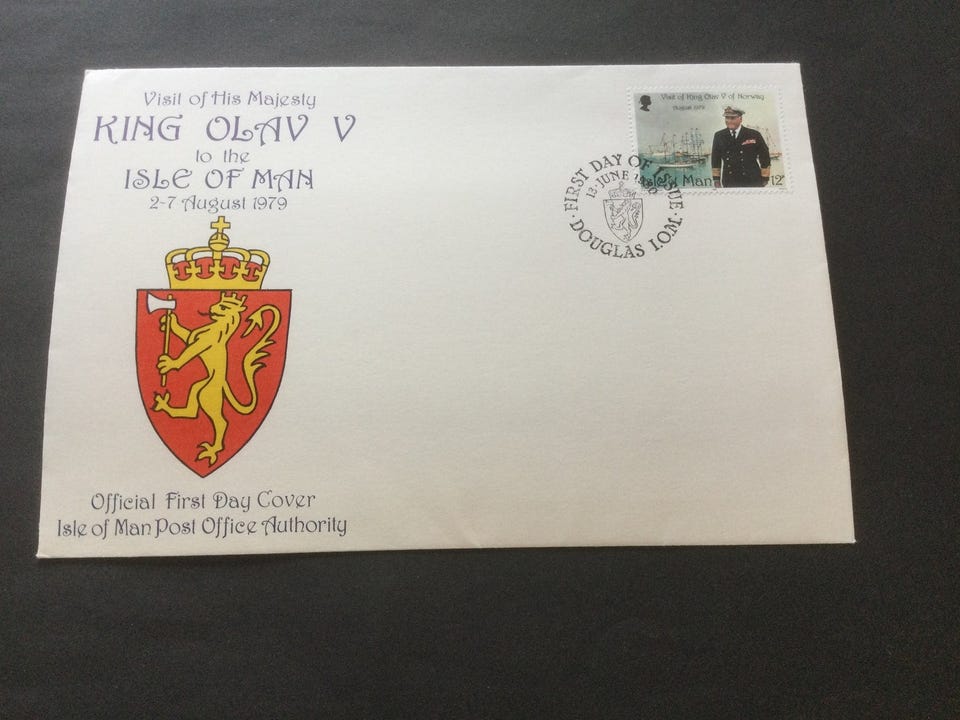 Visit of His Majesty
KING OLAV V
to the
ISLE OF MAN
2-7 August 1979
Official First Day Cover
Isle of Man Post Office Authority
Visit of King Olav V of Norway
August 1979
Isle of Man
12
FIRST DAY OF ISSUE
13·JUNE 1980
DOUGLAS I.O.M.